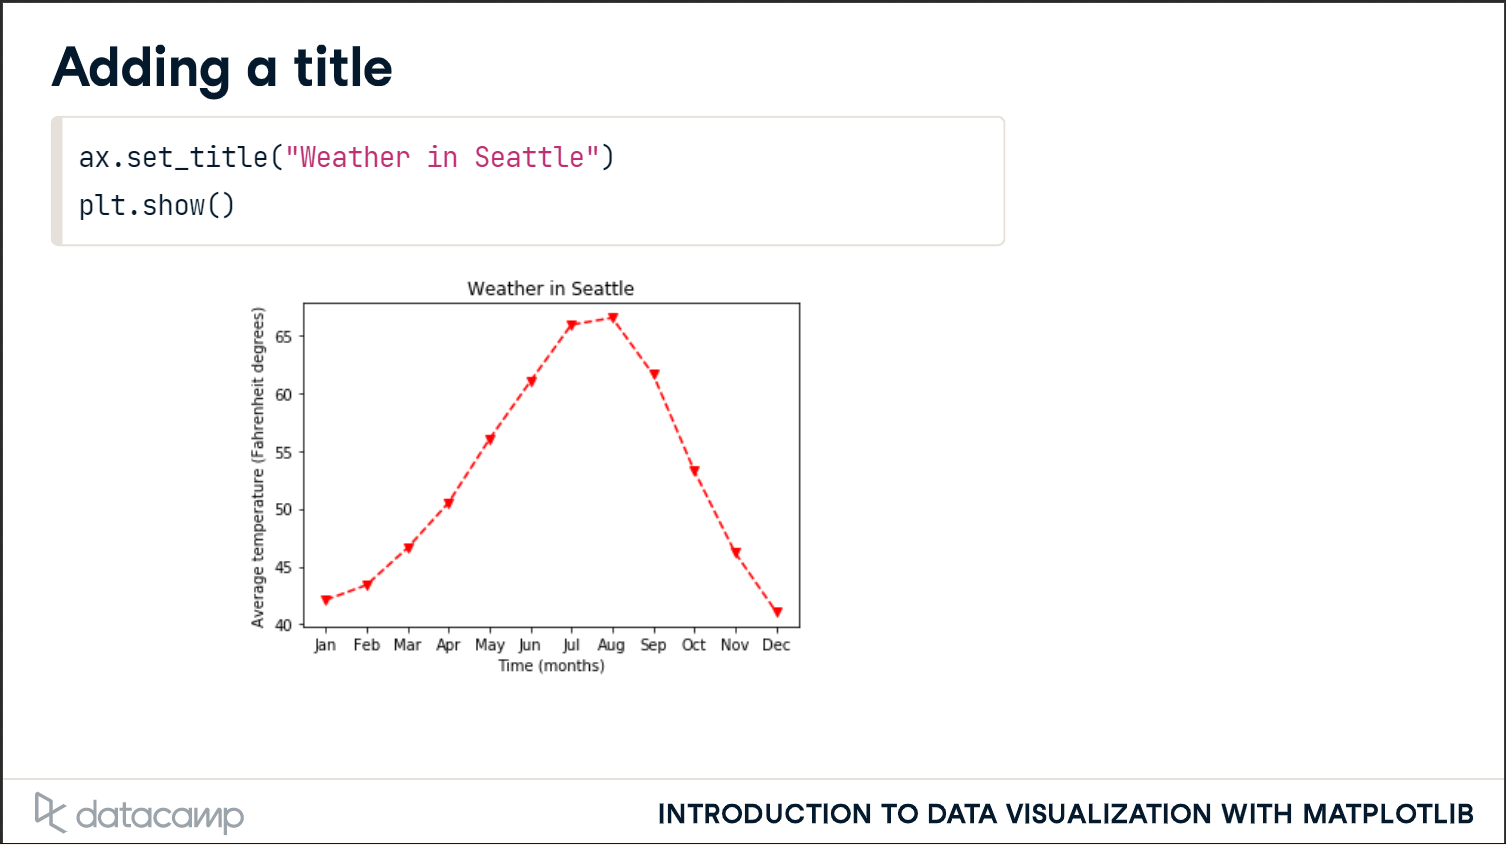 Adding a title
ax.set_title("Weather in Seattle")
plt.show()
Weather in Seattle
Average temperature (Fahrenheit degrees)
65
60
55
50
45
40
Jan Feb Mar Apr May Jun Jul Aug Sep Oct Nov Dec
Time (months)
datacamp
INTRODUCTION TO DATA VISUALIZATION WITH MATPLOTLIB